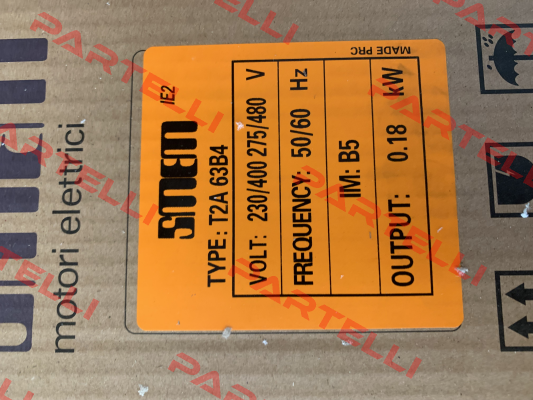 motori elettrici
IE2
smen
TYPE: T2A 63B4
VOLT: 230/400 275/480 V
FREQUENCY: 50/60 Hz
IM: B5
OUTPUT: 0.18 kW
MADE PRC
PARTELLI
PARTELLI
PARTELLI
PARTELLI
PARTELLI